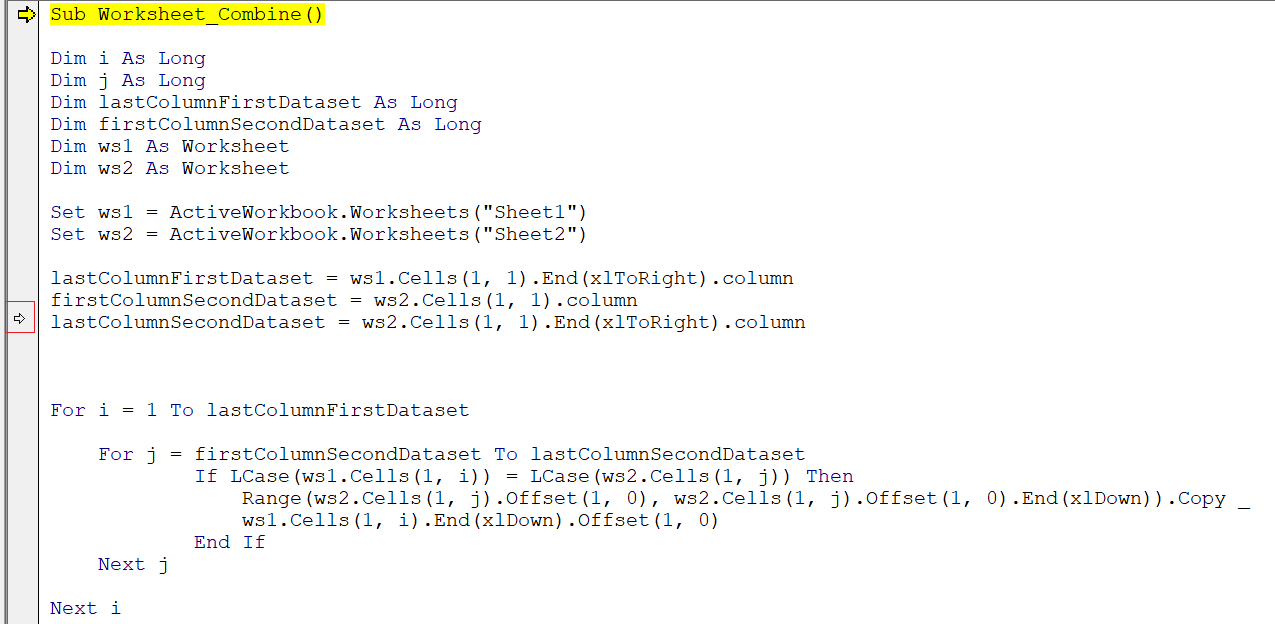 Sub Worksheet_Combine()
Dim i As Long
Dim j As Long
Dim lastColumnFirstDataset As Long
Dim firstColumnSecondDataset As Long
Dim ws1 As Worksheet
Dim ws2 As Worksheet
Set ws1 = ActiveWorkbook.Worksheets("Sheet1")
Set ws2 = ActiveWorkbook.Worksheets("Sheet2")
lastColumnFirstDataset = ws1.Cells(1, 1).End(xlToRight).column
firstColumnSecondDataset = ws2.Cells(1, 1).column
lastColumnSecondDataset = ws2.Cells(1, 1).End(xlToRight).column
For i = 1 To lastColumnFirstDataset
For j = firstColumnSecondDataset To lastColumnSecondDataset
If LCase(ws1.Cells(1, i)) = LCase(ws2.Cells(1, j)) Then
Range(ws2.Cells(1, j).Offset(1, 0), ws2.Cells(1, j).Offset(1, 0).End(xlDown)).Copy _
ws1.Cells(1, i).End(xlDown).Offset(1, 0)
End If
Next j
Next i